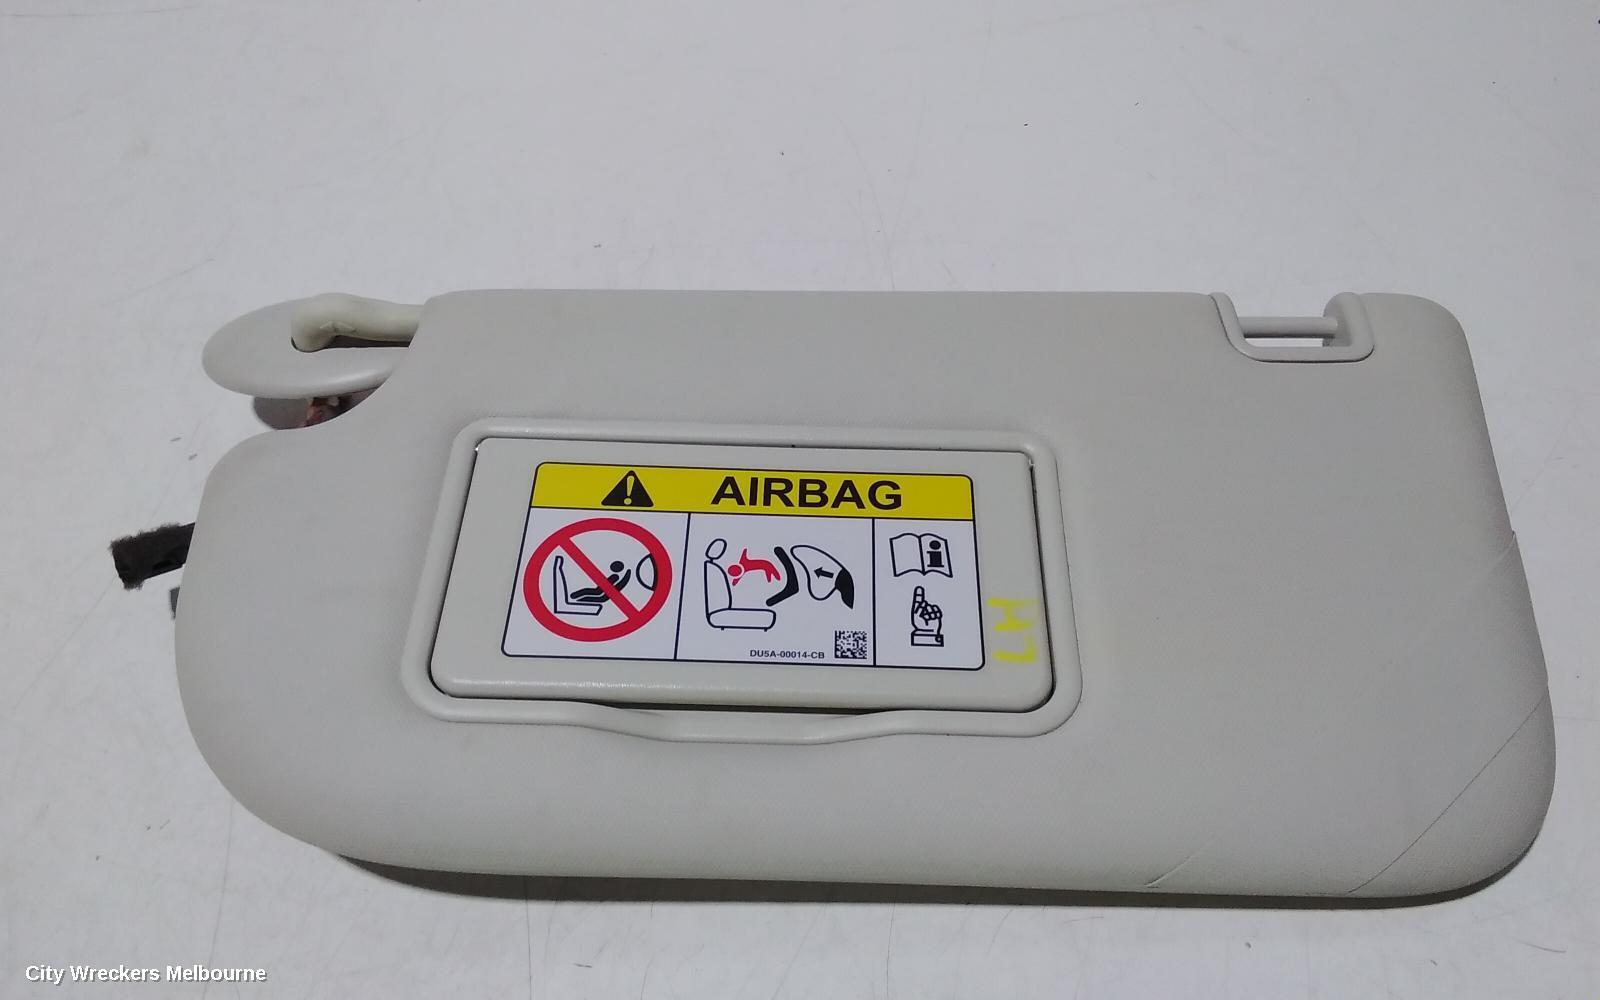 AIRBAG
DU5A-00014-CB
LH
City Wreckers Melbourne